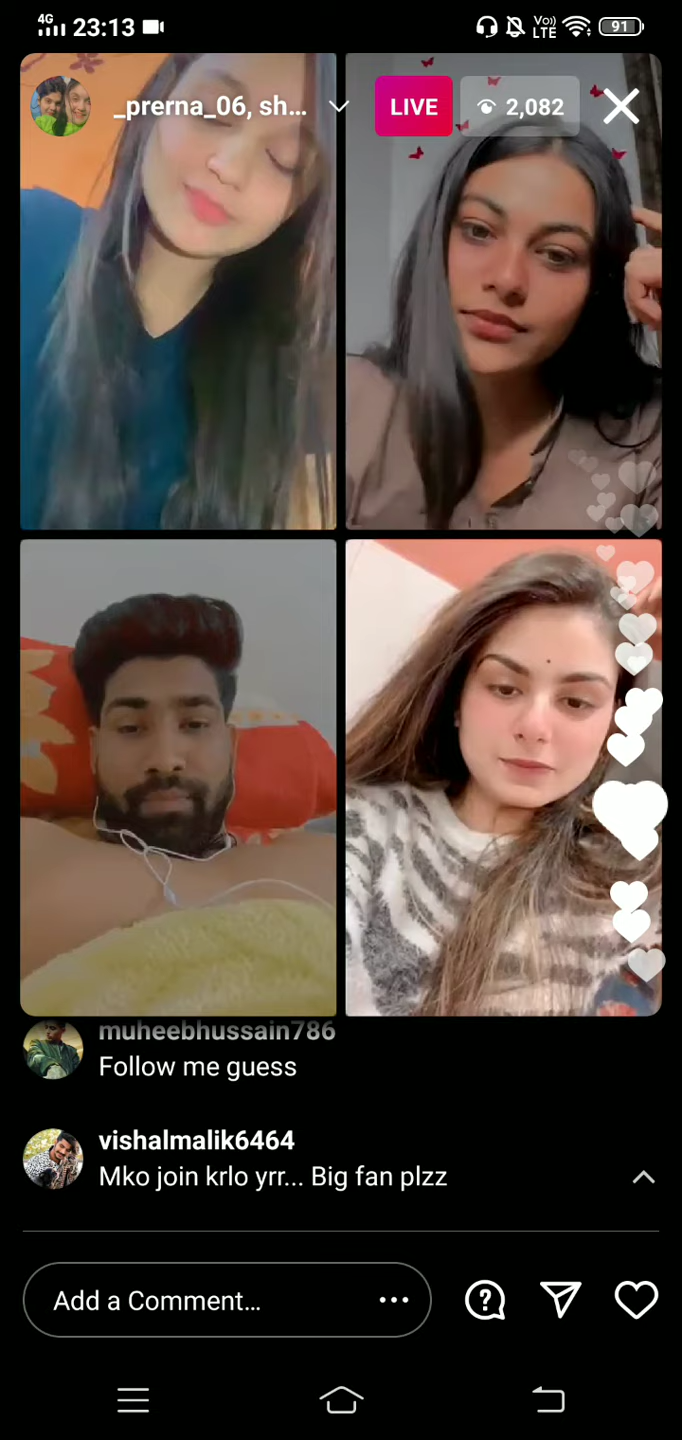 4G 23:13 Vo)) LTE 91
_prerna_06, sh... LIVE 2,082
muheebhussain786
Follow me guess
vishalmalik6464
Mko join krlo yrr... Big fan plzz
Add a Comment...